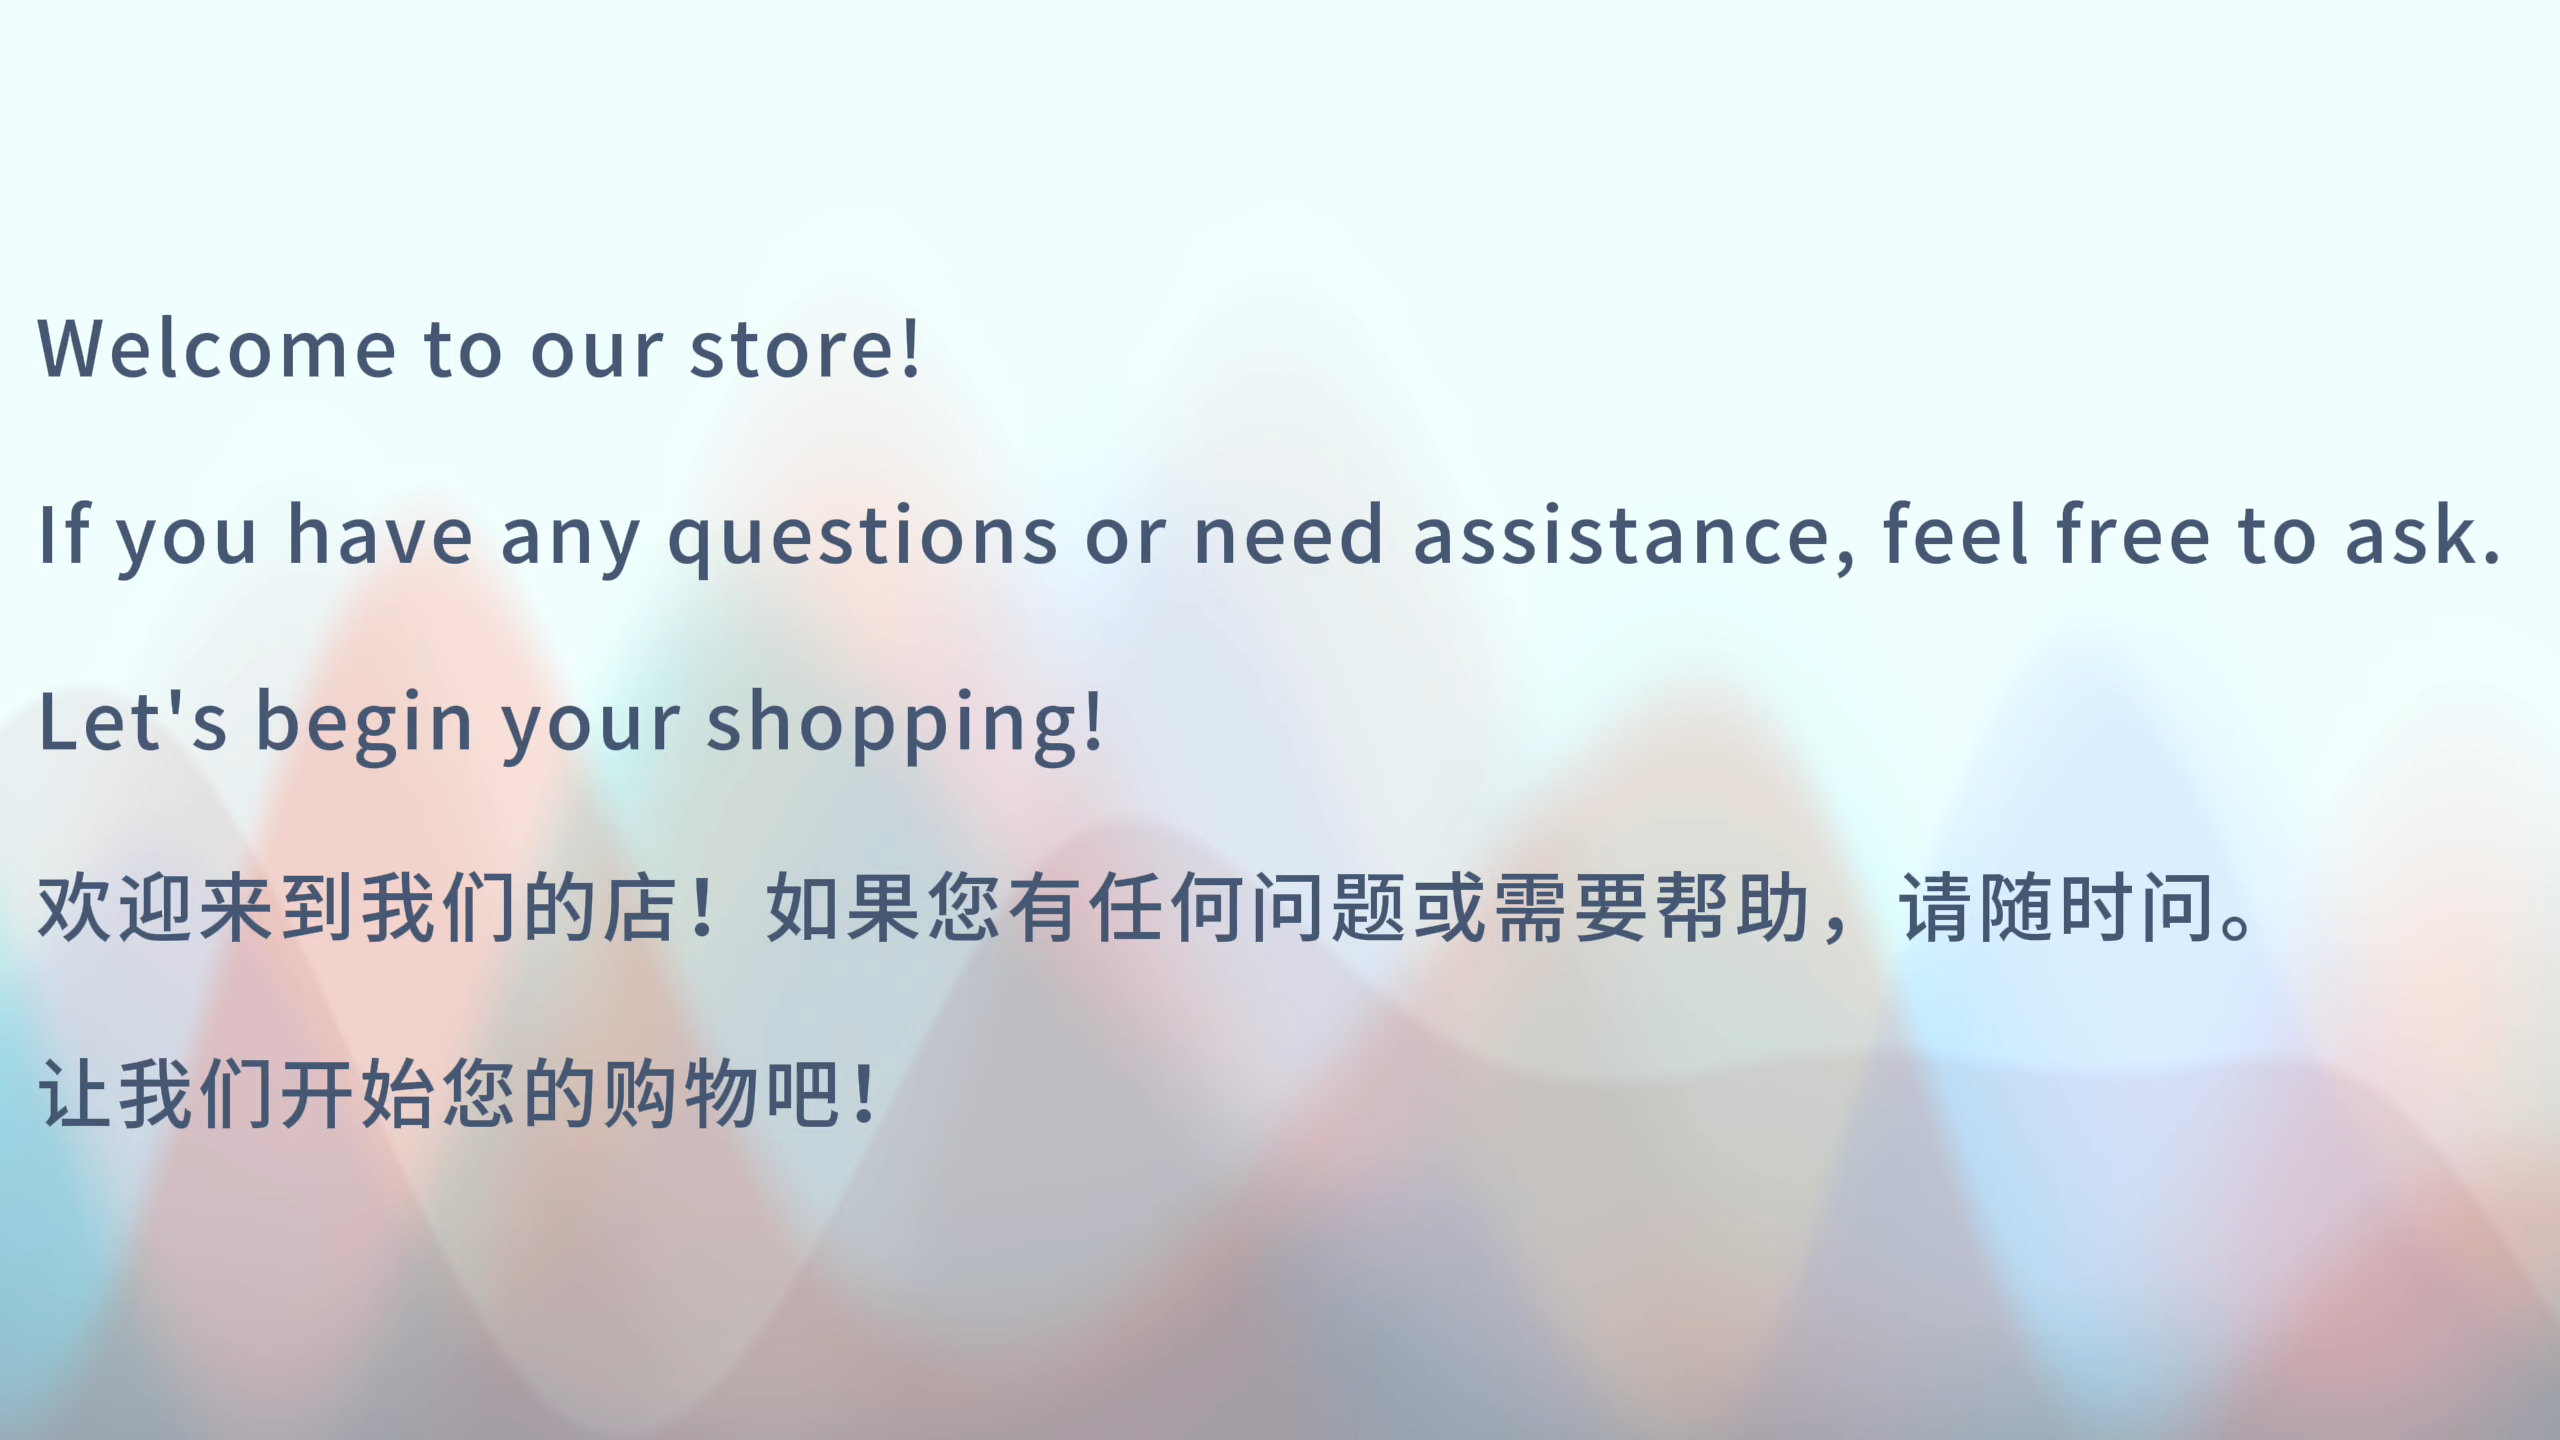 Welcome to our store!
If you have any questions or need assistance, feel free to ask.
Let's begin your shopping!
欢迎来到我们的店！如果您有任何问题或需要帮助，请随时问。
让我们开始您的购物吧！